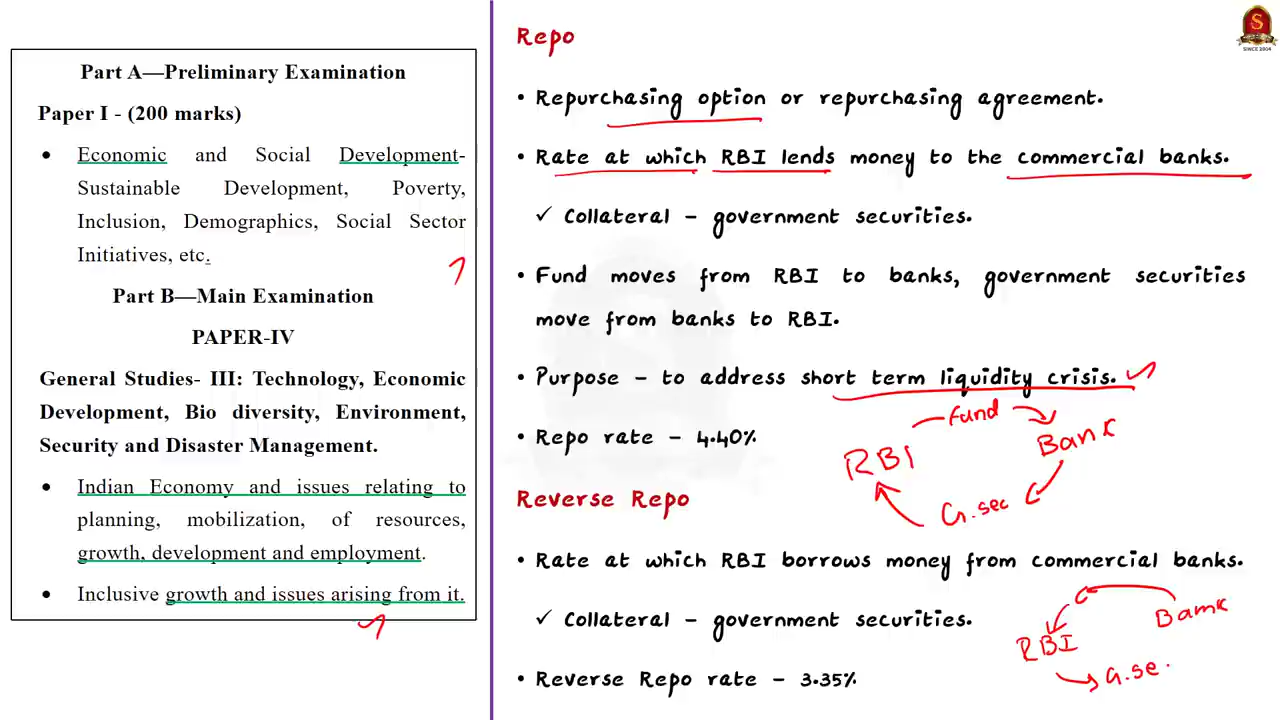 Part A—Preliminary Examination
Paper I - (200 marks)
• Economic and Social Development-
Sustainable Development, Poverty,
Inclusion, Demographics, Social Sector
Initiatives, etc.
Part B—Main Examination
PAPER-IV
General Studies- III: Technology, Economic
Development, Bio diversity, Environment,
Security and Disaster Management.
• Indian Economy and issues relating to
planning, mobilization, of resources,
growth, development and employment.
• Inclusive growth and issues arising from it.
Repo
• Repurchasing option or repurchasing agreement.
• Rate at which RBI lends money to the commercial banks.
✓ Collateral – government securities.
• Fund moves from RBI to banks, government securities
move from banks to RBI.
• Purpose – to address short term liquidity crisis.
• Repo rate – 4.40%
RBI
Fund
Bank
G.sec
Reverse Repo
• Rate at which RBI borrows money from commercial banks.
✓ Collateral – government securities.
• Reverse Repo rate – 3.35%
Bank
RBI
G.se.
SINCE 2004